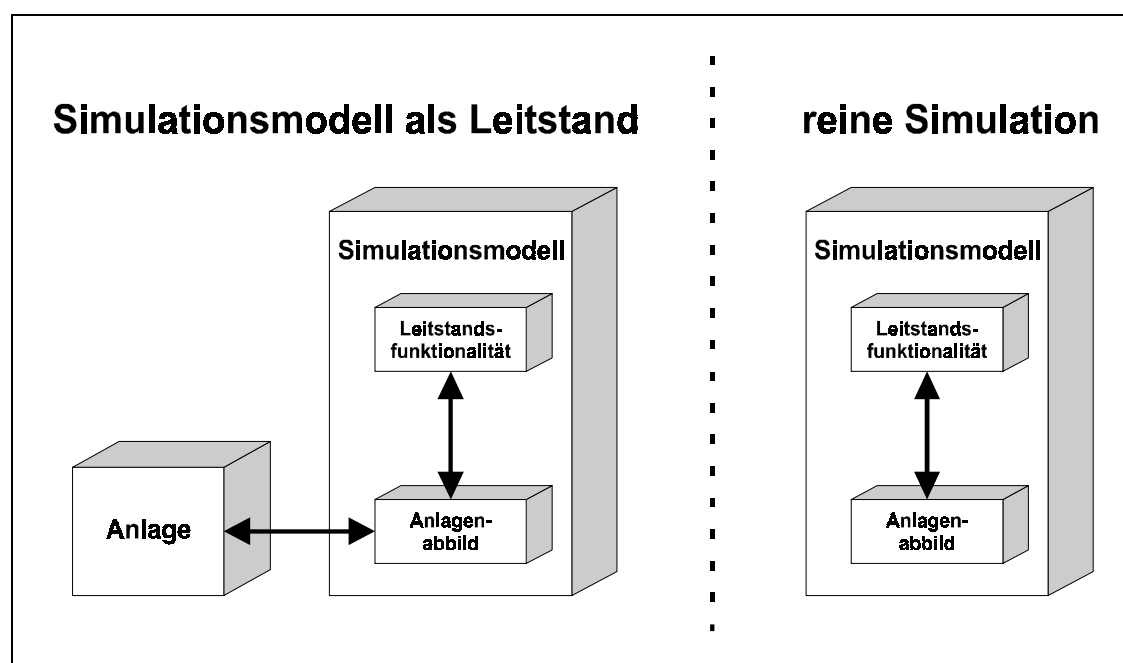 Simulationsmodell als Leitstand
reine Simulation
Simulationsmodell
Leitstands-
funktionalität
Anlage
Anlagen-
abbild
Simulationsmodell
Leitstands-
funktionalität
Anlagen-
abbild